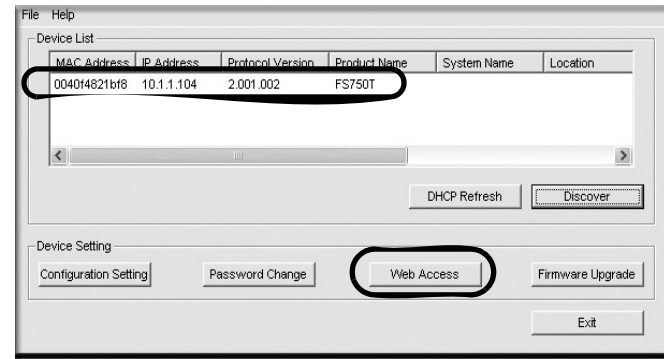 File Help
Device List
MAC Address IP Address Protocol Version Product Name System Name Location
0040f4821bf8 10.1.1.104 2.001.002 FS750T
DHCP Refresh Discover
Device Setting
Configuration Setting Password Change Web Access Firmware Upgrade
Exit